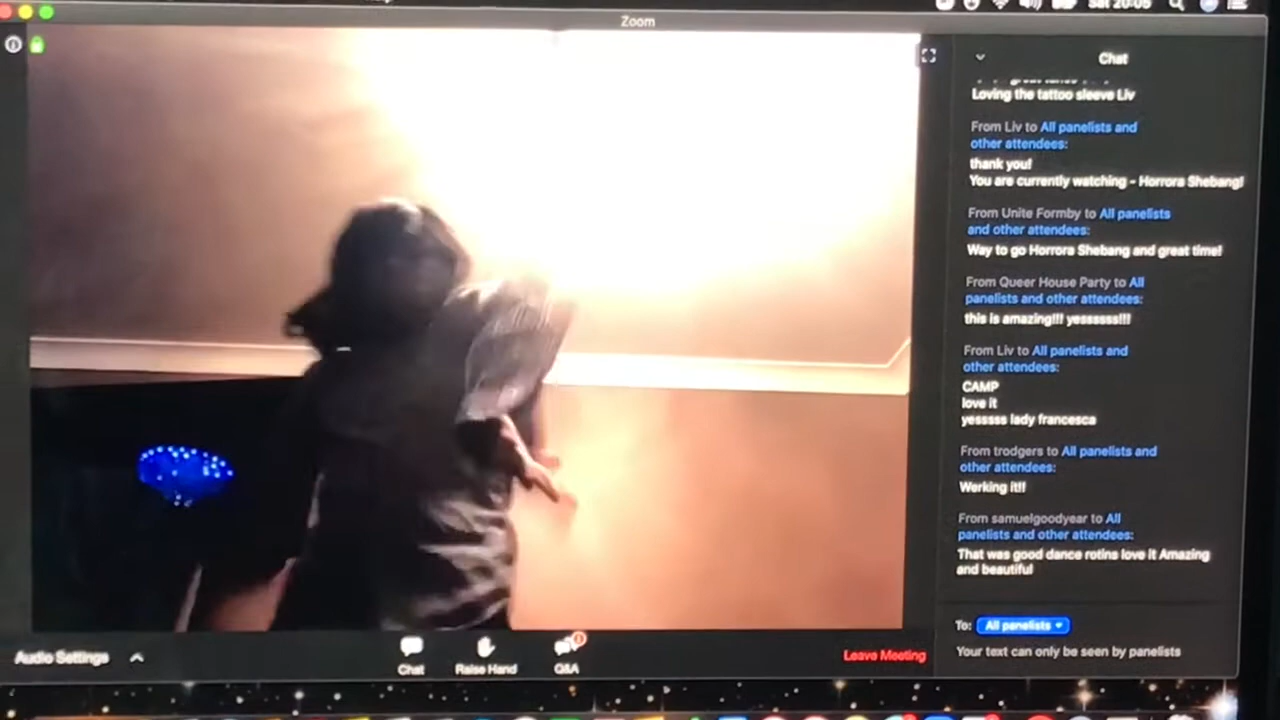 Sat 20:05
Zoom
Chat
Loving the tattoo sleeve Liv
From Liv to All panelists and
other attendees:
thank you!
You are currently watching - Horrora Shebang!
From Unite Formby to All panelists
and other attendees:
Way to go Horrora Shebang and great time!
From Queer House Party to All
panelists and other attendees:
this is amazing!!! yessssss!!!
From Liv to All panelists and
other attendees:
CAMP
love it
yesssss lady francesca
From trodgers to All panelists and
other attendees:
Werking it!!
From samuelgoodyear to All
panelists and other attendees:
That was good dance rotins love it Amazing
and beautiful
To: All panelists
Your text can only be seen by panelists
Audio Settings
Chat
Raise Hand
Q&A
Leave Meeting